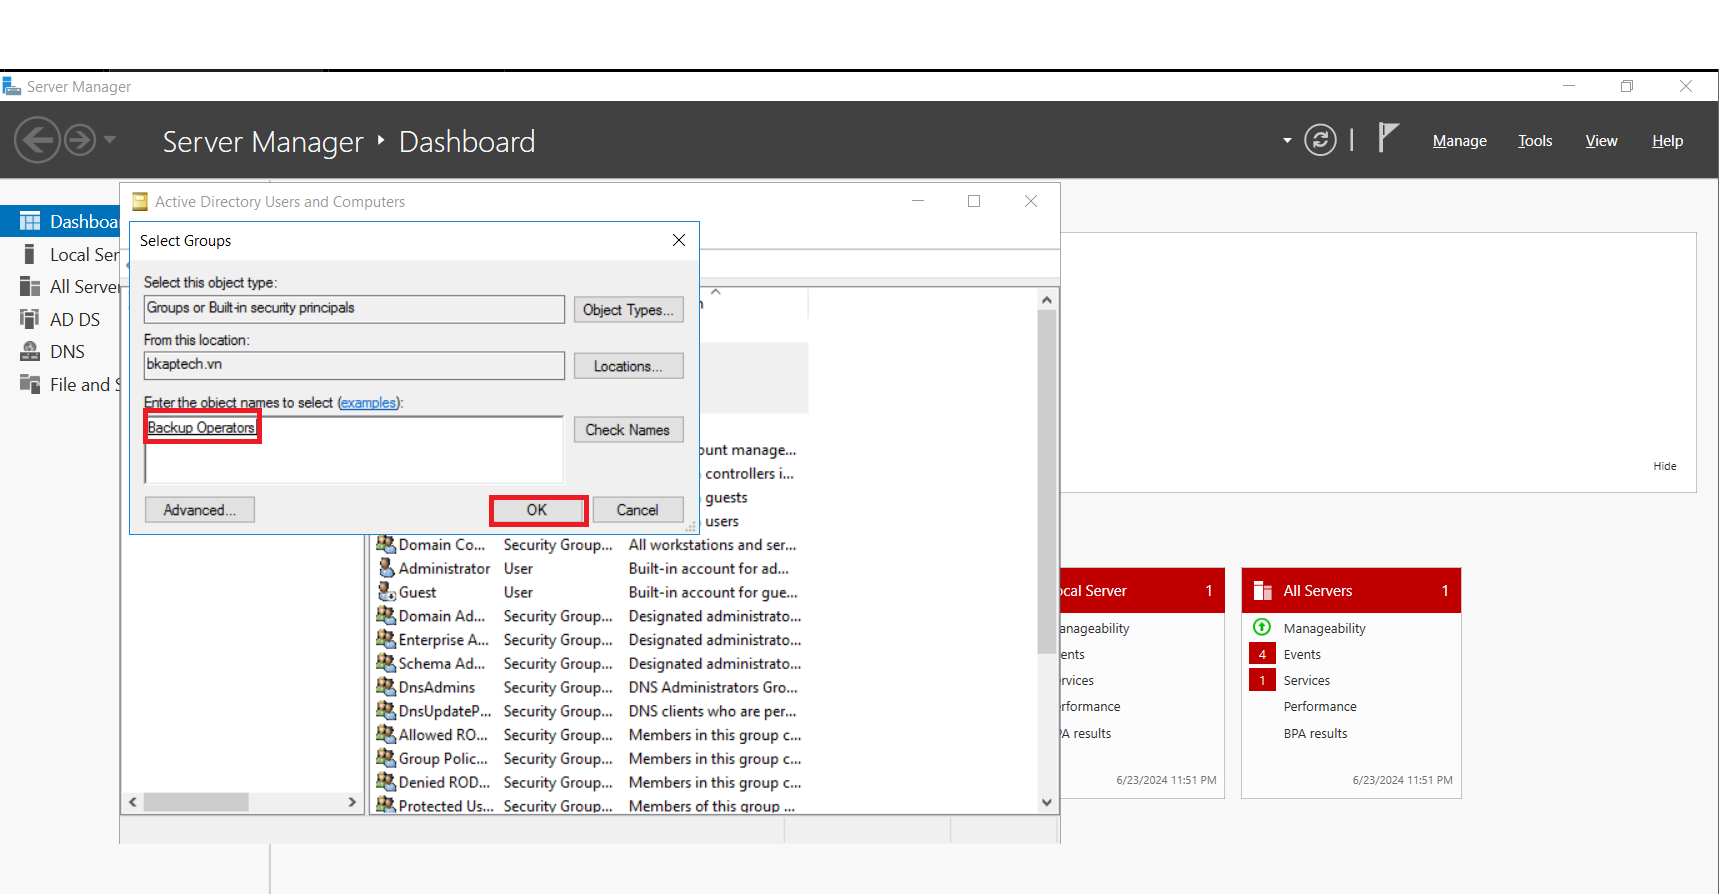 Server Manager
Server Manager Dashboard
Manage Tools View Help
Active Directory Users and Computers
Dashboa
Local Ser
All Server
AD DS
DNS
File and S
Select Groups
Select this object type:
Groups or Built-in security principals
Object Types...
From this location:
bkaptech.vn
Locations...
Enter the object names to select (examples):
Backup Operators
Check Names
Advanced...
OK
Cancel
ount manage...
controllers i...
guests
users
Domain Co... Security Group... All workstations and ser...
Administrator User Built-in account for ad...
Guest User Built-in account for gue...
Domain Ad... Security Group... Designated administrato...
Enterprise A... Security Group... Designated administrato...
Schema Ad... Security Group... Designated administrato...
DnsAdmins Security Group... DNS Administrators Gro...
DnsUpdateP... Security Group... DNS clients who are per...
Allowed RO... Security Group... Members in this group c...
Group Polic... Security Group... Members in this group c...
Denied ROD... Security Group... Members in this group c...
Protected Us... Security Group... Members of this group ...
Hide
ocal Server 1
anageability
ents
rvices
rformance
PA results
6/23/2024 11:51 PM
All Servers 1
Manageability
4 Events
1 Services
Performance
BPA results
6/23/2024 11:51 PM